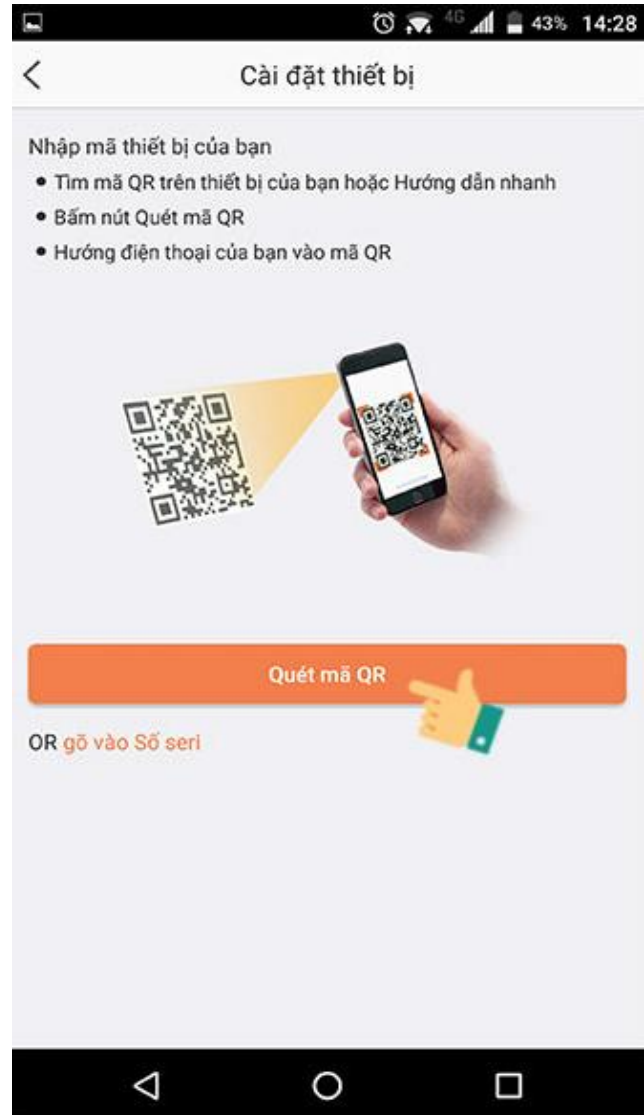 4G 43% 14:28
Cài đặt thiết bị
Nhập mã thiết bị của bạn
• Tìm mã QR trên thiết bị của bạn hoặc Hướng dẫn nhanh
• Bấm nút Quét mã QR
• Hướng điện thoại của bạn vào mã QR
Quét mã QR
OR gõ vào Số seri